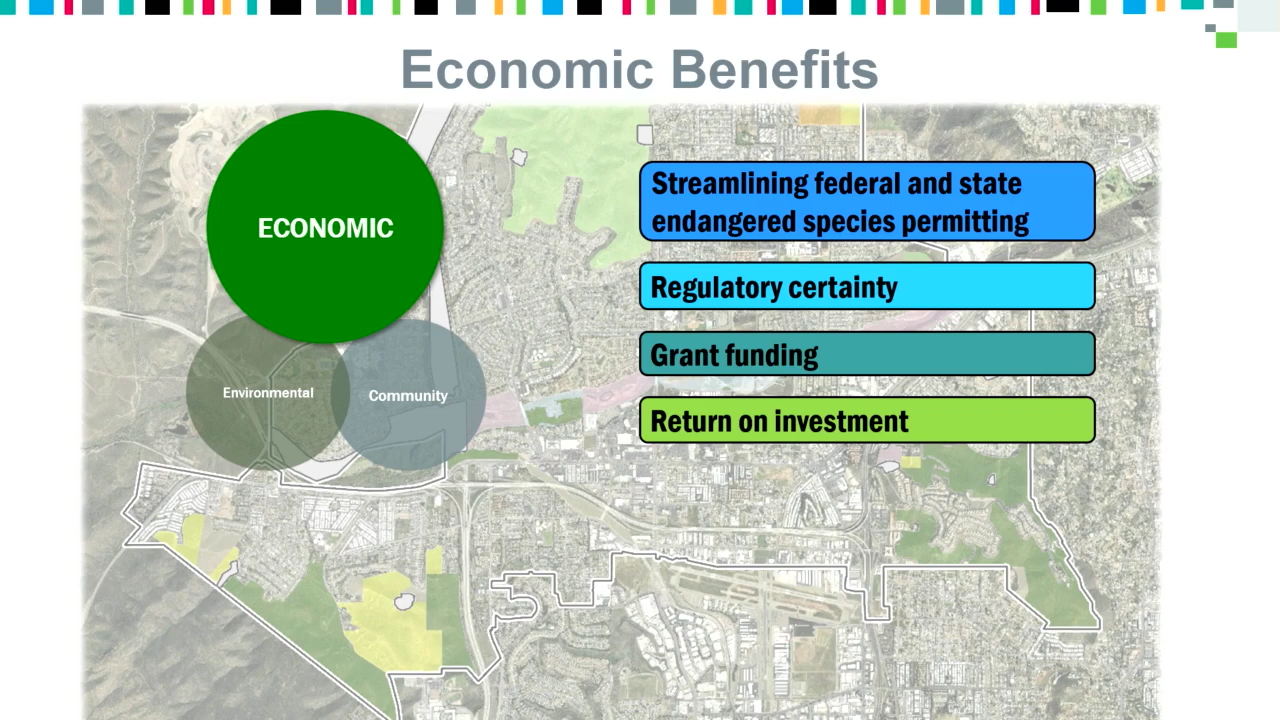 Economic Benefits
ECONOMIC
Environmental
Community
Streamlining federal and state
endangered species permitting
Regulatory certainty
Grant funding
Return on investment